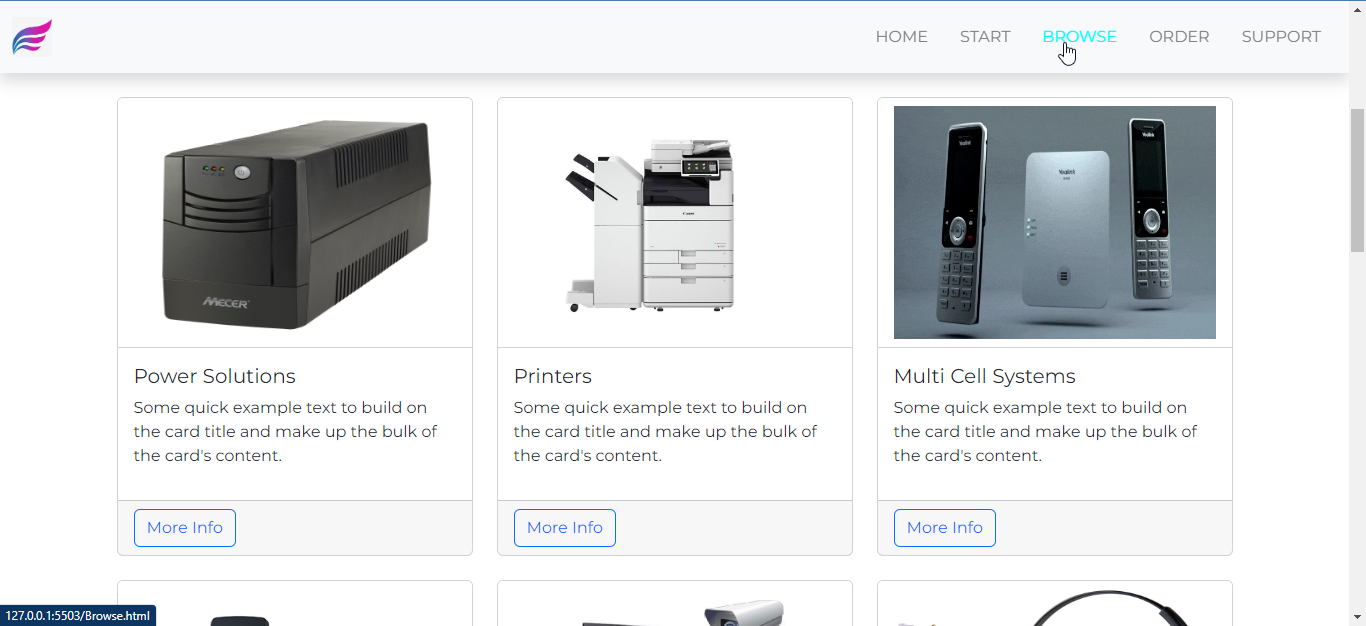 HOME START BROWSE ORDER SUPPORT
MECER
Canon
Yealink
Yealink
Yealink
Power Solutions
Some quick example text to build on
the card title and make up the bulk of
the card's content.
More Info
Printers
Some quick example text to build on
the card title and make up the bulk of
the card's content.
More Info
Multi Cell Systems
Some quick example text to build on
the card title and make up the bulk of
the card's content.
More Info
127.0.0.1:5503/Browse.html